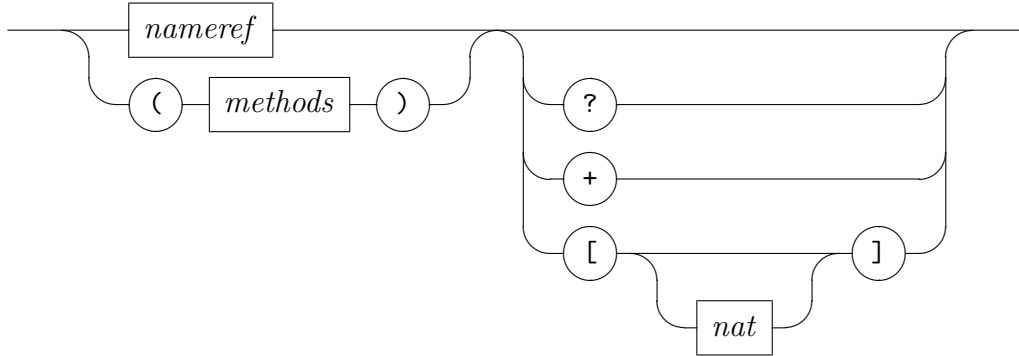 nameref
( methods )
?
+
[ ]
nat